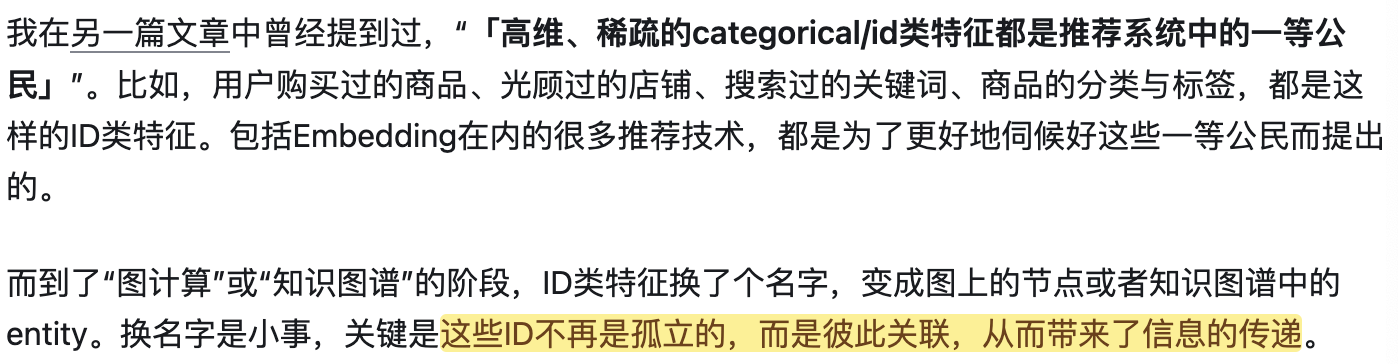 我在另一篇文章中曾经提到过，“「高维、稀疏的categorical/id类特征都是推荐系统中的一等公
民」”。比如，用户购买过的商品、光顾过的店铺、搜索过的关键词、商品的分类与标签，都是这
样的ID类特征。包括Embedding在内的很多推荐技术，都是为了更好地伺候好这些一等公民而提出
的。
而到了“图计算”或“知识图谱”的阶段，ID类特征换了个名字，变成图上的节点或者知识图谱中的
entity。换名字是小事，关键是这些ID不再是孤立的，而是彼此关联，从而带来了信息的传递。